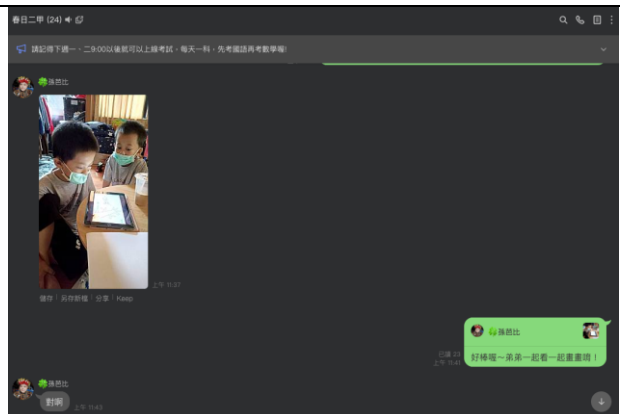 春日二甲 (24)
請記得下週一、二9:00以後就可以上線考試，每天一科，先考國語再考數學喔!
孫芭比
上午 11:37
儲存 另存新檔 分享 Keep
孫芭比
已讀 23
上午 11:41
好棒喔～弟弟一起看一起畫畫唷！
孫芭比
對啊
上午 11:43